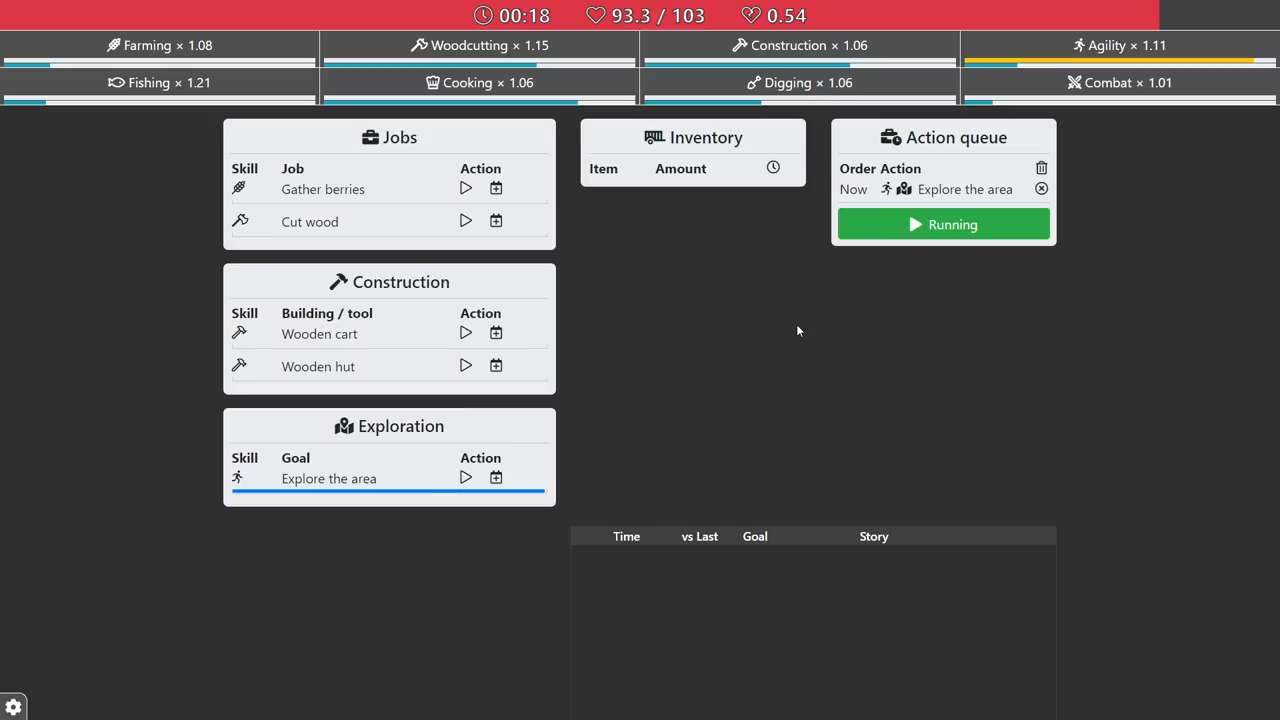 00:18 93.3 / 103 0.54
Farming × 1.08 Woodcutting × 1.15 Construction × 1.06 Agility × 1.11
Fishing × 1.21 Cooking × 1.06 Digging × 1.06 Combat × 1.01
Jobs
Skill Job Action
Gather berries
Cut wood
Construction
Skill Building / tool Action
Wooden cart
Wooden hut
Exploration
Skill Goal Action
Explore the area
Inventory
Item Amount
Action queue
Order Action
Now Explore the area
Running
Time vs Last Goal Story